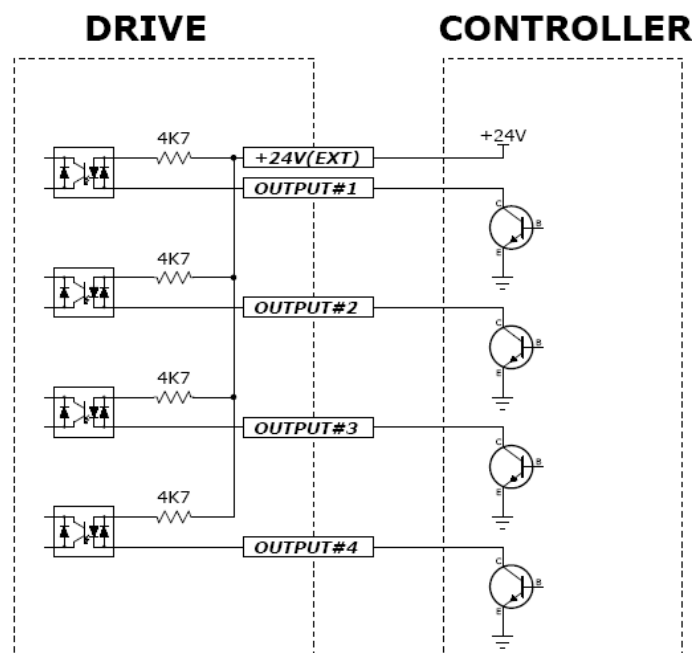 DRIVE CONTROLLER
4K7 +24V(EXT) +24V
OUTPUT#1
C
B
E
4K7
OUTPUT#2
C
B
E
4K7
OUTPUT#3
C
B
E
4K7
OUTPUT#4
C
B
E